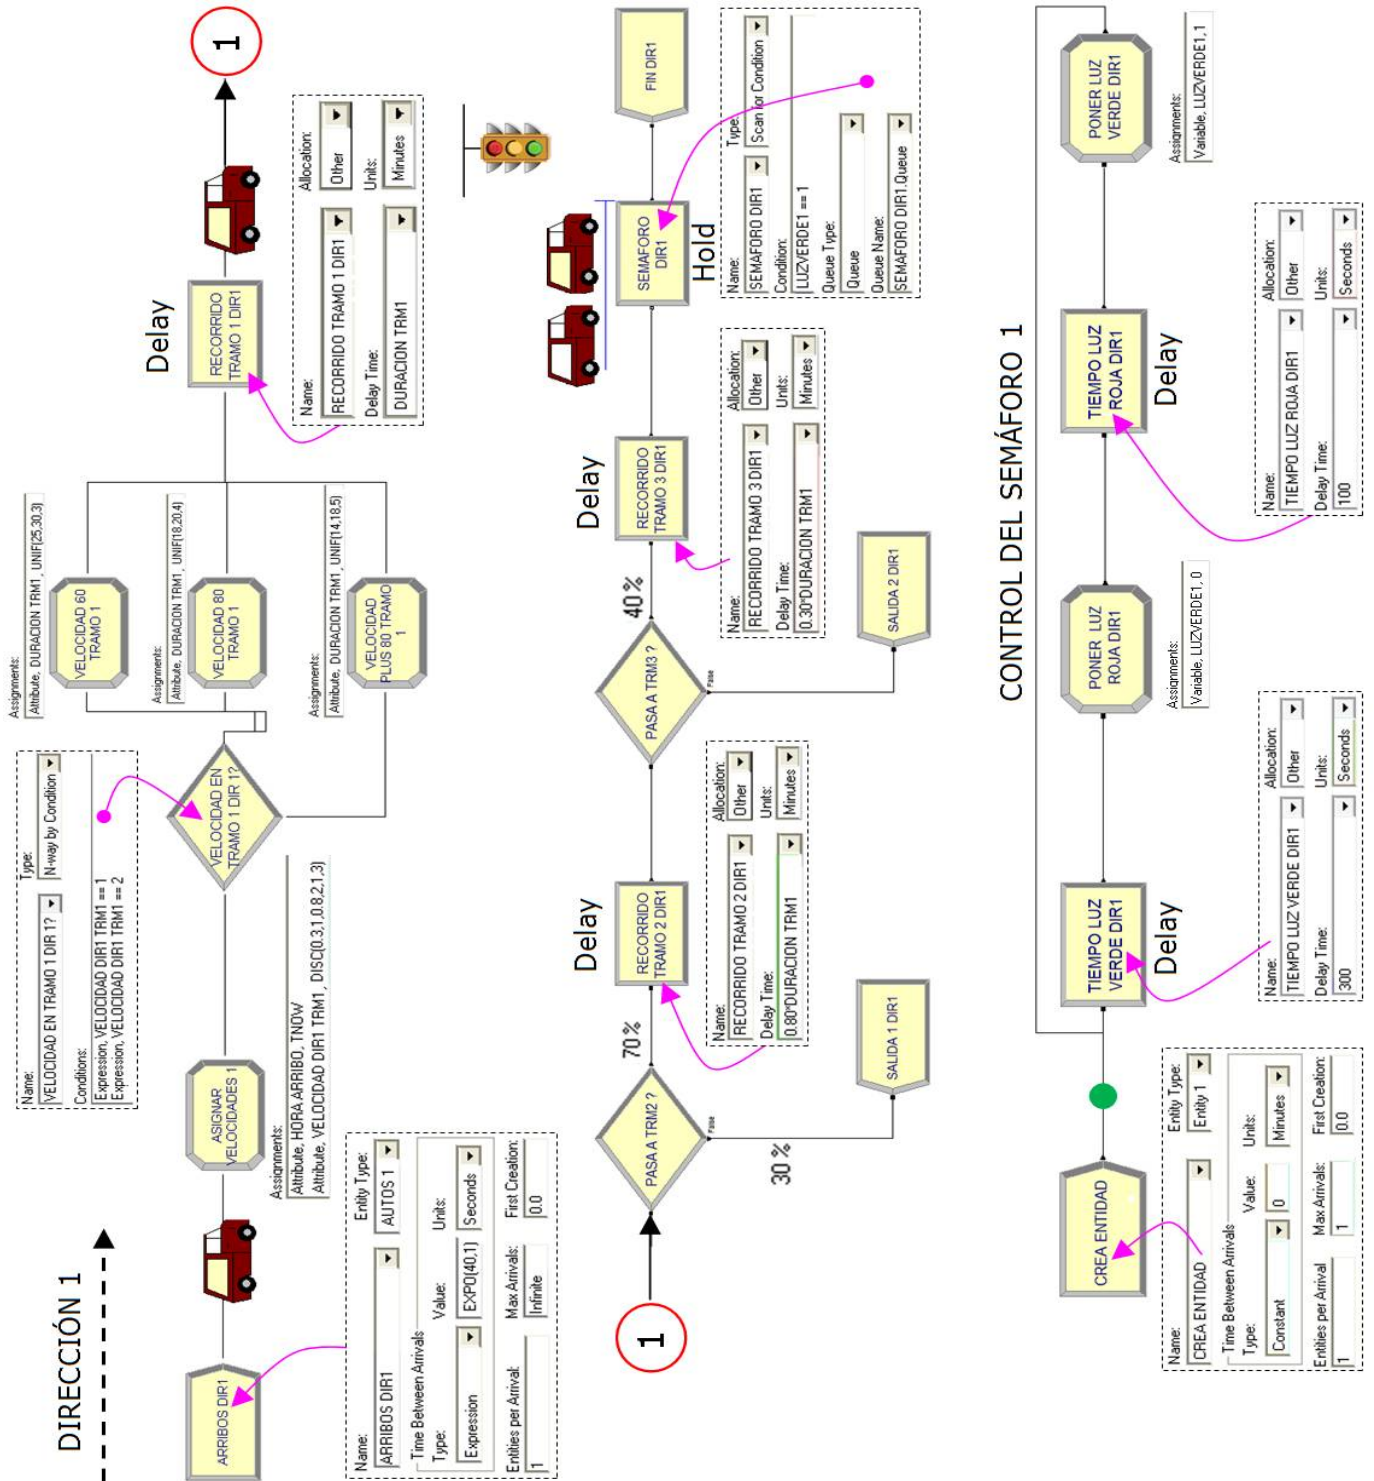 DIRECCIÓN 1
ARRIBOS DIR1
Name:
ARRIBOS DIR1
Entity Type:
AUTOS 1
Time Between Arrivals
Type:
Expression
Value:
EXPO(40,1)
Units:
Seconds
Entities per Arrival:
1
Max Arrivals:
Infinite
First Creation:
0.0
ASIGNAR
VELOCIDADES 1
Assignments:
Attribute, HORA ARRIBO, TNOW
Attribute, VELOCIDAD DIR1 TRM1, DISC(0.3,1,0.8,2,1,3)
Name:
VELOCIDAD EN TRAMO 1 DIR 1?
Type:
N-way by Condition
Conditions:
Expression, VELOCIDAD DIR1 TRM1 == 1
Expression, VELOCIDAD DIR1 TRM1 == 2
VELOCIDAD EN
TRAMO 1 DIR 1?
Assignments:
Attribute, DURACION TRM1, UNIF(25,30,3)
VELOCIDAD 60
TRAMO 1
Assignments:
Attribute, DURACION TRM1, UNIF(18,20,4)
VELOCIDAD 80
TRAMO 1
Assignments:
Attribute, DURACION TRM1, UNIF(14,18,5)
VELOCIDAD
PLUS 80 TRAMO
1
Delay
RECORRIDO
TRAMO 1 DIR1
Name:
RECORRIDO TRAMO 1 DIR1
Allocation:
Other
Delay Time:
DURACION TRM1
Units:
Minutes
1
1
PASA A TRM2 ?
70 %
False
30 %
SALIDA 1 DIR1
Delay
RECORRIDO
TRAMO 2 DIR1
Name:
RECORRIDO TRAMO 2 DIR1
Allocation:
Other
Delay Time:
0.80*DURACION TRM1
Units:
Minutes
PASA A TRM3 ?
40 %
False
SALIDA 2 DIR1
Delay
RECORRIDO
TRAMO 3 DIR1
Name:
RECORRIDO TRAMO 3 DIR1
Allocation:
Other
Delay Time:
0.30*DURACION TRM1
Units:
Minutes
SEMAFORO
DIR1
Hold
Name:
SEMAFORO DIR1
Type:
Scan for Condition
Condition:
LUZVERDE1 == 1
Queue Type:
Queue
Queue Name:
SEMAFORO DIR1.Queue
FIN DIR1
CONTROL DEL SEMÁFORO 1
CREA ENTIDAD
Name:
CREA ENTIDAD
Entity Type:
Entity 1
Time Between Arrivals
Type:
Constant
Value:
0
Units:
Minutes
Entities per Arrival
1
Max Arrivals:
1
First Creation:
0.0
TIEMPO LUZ
VERDE DIR1
Delay
Name:
TIEMPO LUZ VERDE DIR1
Allocation:
Other
Delay Time:
300
Units:
Seconds
PONER LUZ
ROJA DIR1
Assignments:
Variable, LUZVERDE1, 0
TIEMPO LUZ
ROJA DIR1
Delay
Name:
TIEMPO LUZ ROJA DIR1
Allocation:
Other
Delay Time:
100
Units:
Seconds
PONER LUZ
VERDE DIR1
Assignments:
Variable, LUZVERDE1, 1